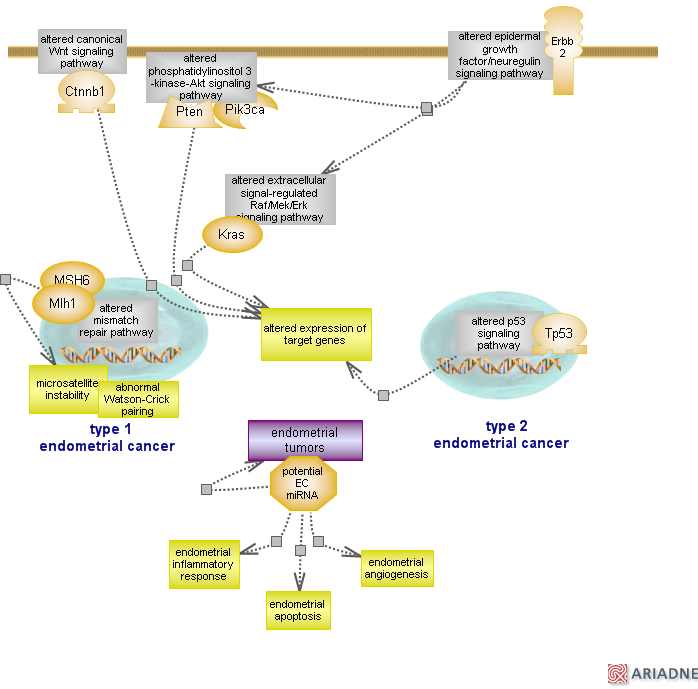 altered canonical
Wnt signaling
pathway
Ctnnb1
altered
phosphatidylinositol 3
-kinase-Akt signaling
pathway
Pten
Pik3ca
altered epidermal
growth
factor/neuregulin
signaling pathway
Erbb
2
altered extracellular
signal-regulated
Raf/Mek/Erk
signaling pathway
Kras
MSH6
Mlh1
altered
mismatch
repair pathway
microsatellite
instability
abnormal
Watson-Crick
pairing
type 1
endometrial cancer
altered expression of
target genes
altered p53
signaling
pathway
Tp53
type 2
endometrial cancer
endometrial
tumors
potential
EC
miRNA
endometrial
inflammatory
response
endometrial
apoptosis
endometrial
angiogenesis
ARIADNE